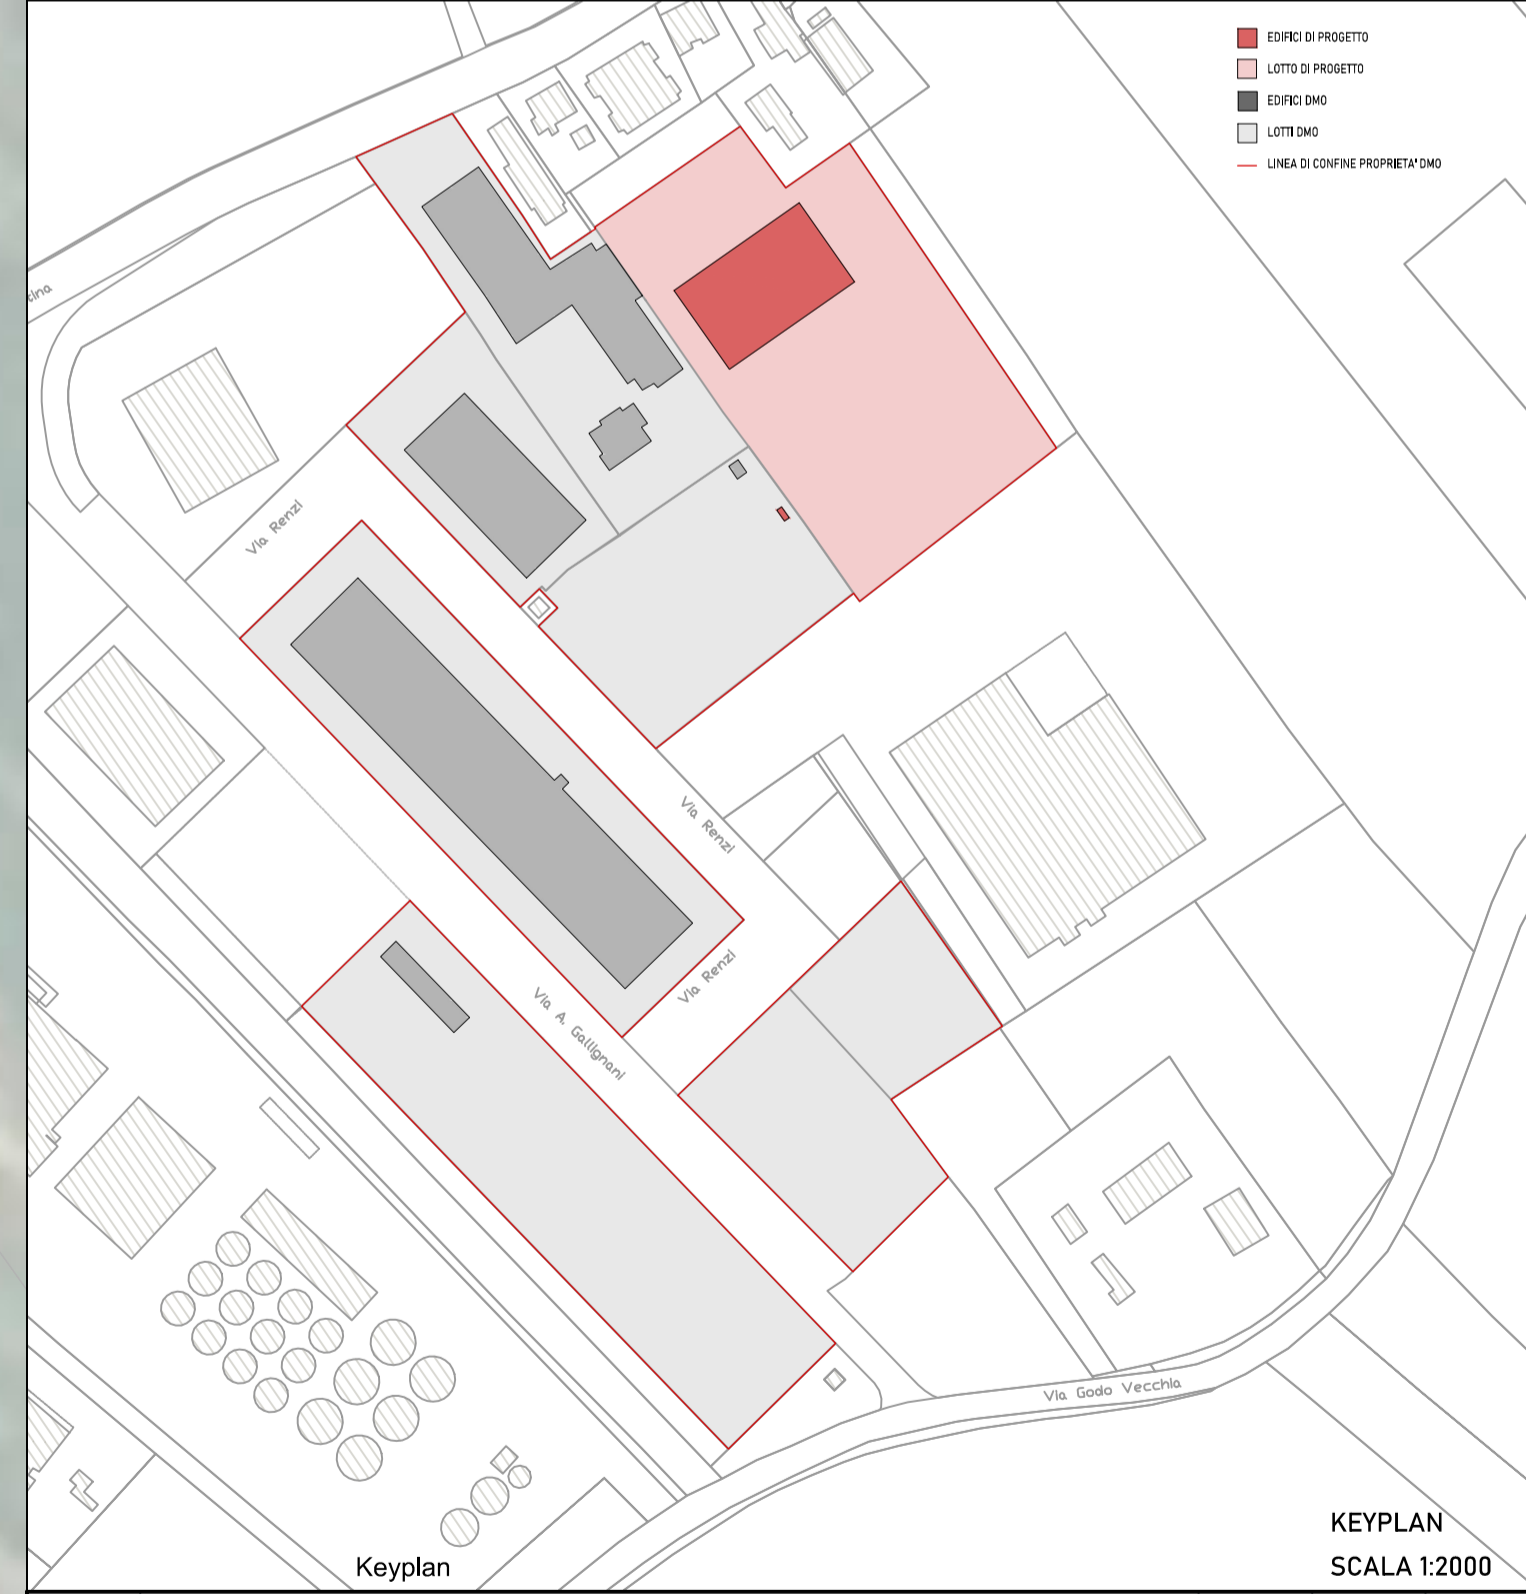 EDIFICI DI PROGETTO
LOTTO DI PROGETTO
EDIFICI DMO
LOTTI DMO
LINEA DI CONFINE PROPRIETA' DMO
Via Renzi
Via Renzi
Via Renzi
Via A. Gallignani
Via Godo Vecchia
KEYPLAN
SCALA 1:2000
Keyplan